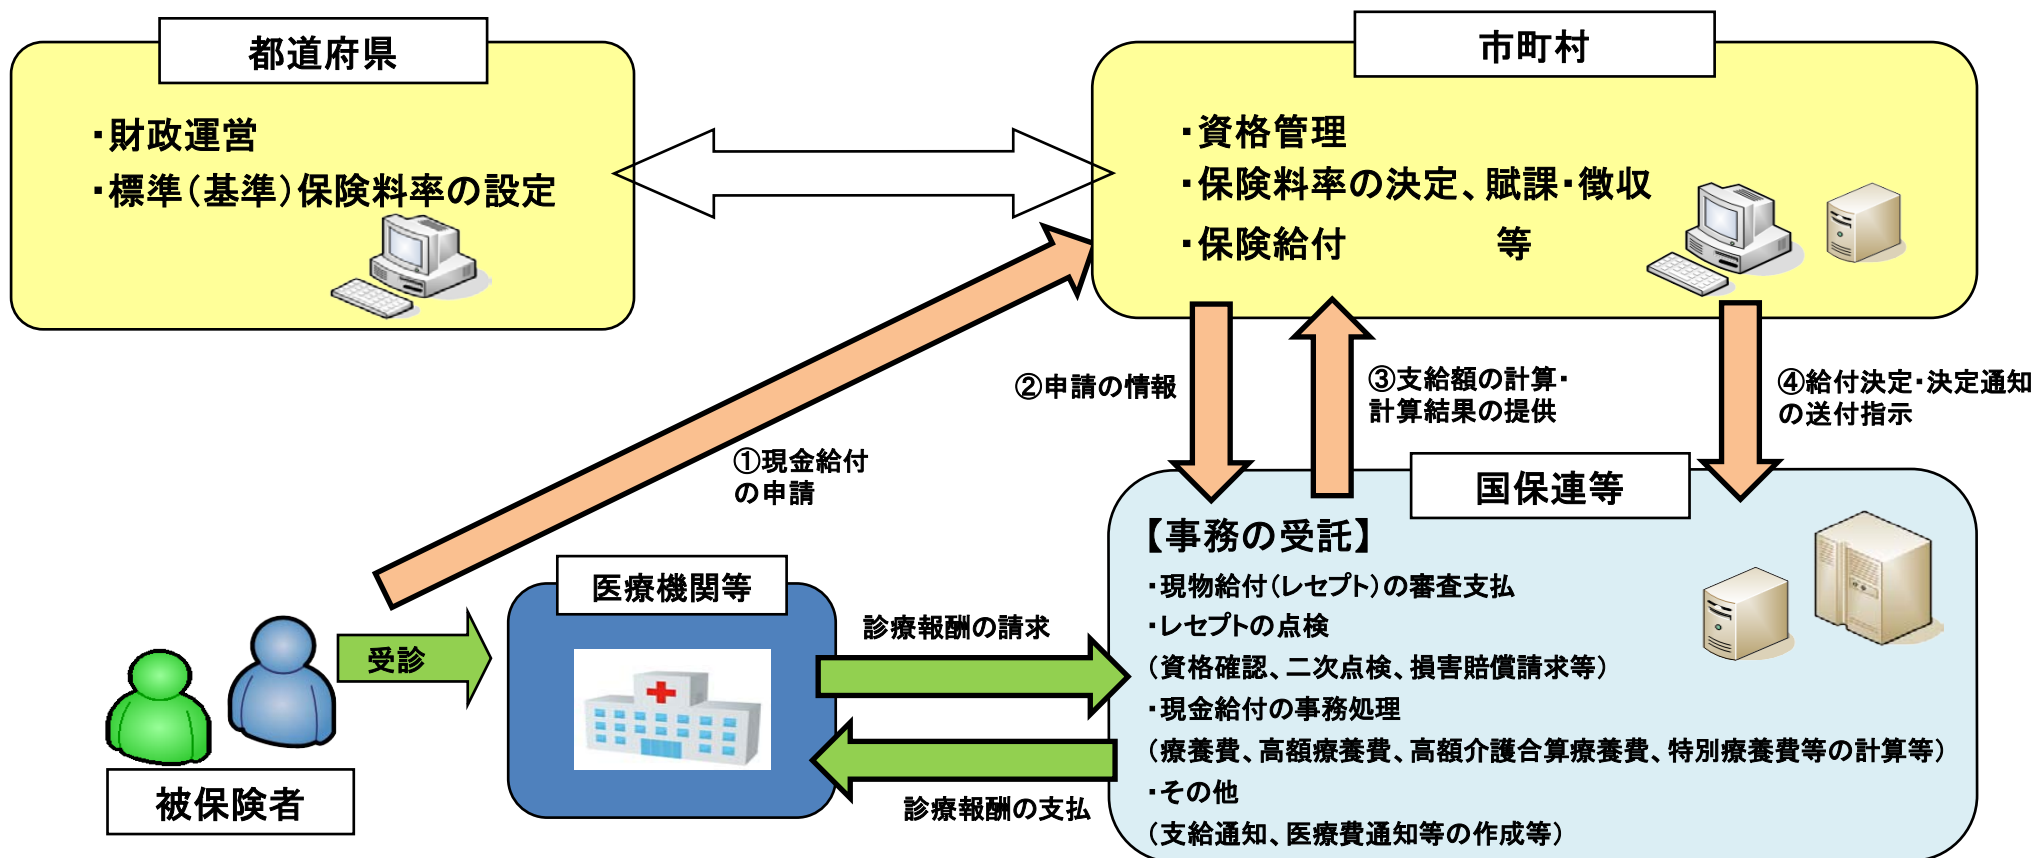 都道府県
・財政運営
・標準(基準)保険料率の設定
市町村
・資格管理
・保険料率の決定、賦課・徴収
・保険給付 等
①現金給付
の申請
②申請の情報
③支給額の計算・
計算結果の提供
④給付決定・決定通知
の送付指示
被保険者
受診
医療機関等
診療報酬の請求
診療報酬の支払
国保連等
【事務の受託】
・現物給付(レセプト)の審査支払
・レセプトの点検
(資格確認、二次点検、損害賠償請求等)
・現金給付の事務処理
(療養費、高額療養費、高額介護合算療養費、特別療養費等の計算等)
・その他
(支給通知、医療費通知等の作成等)